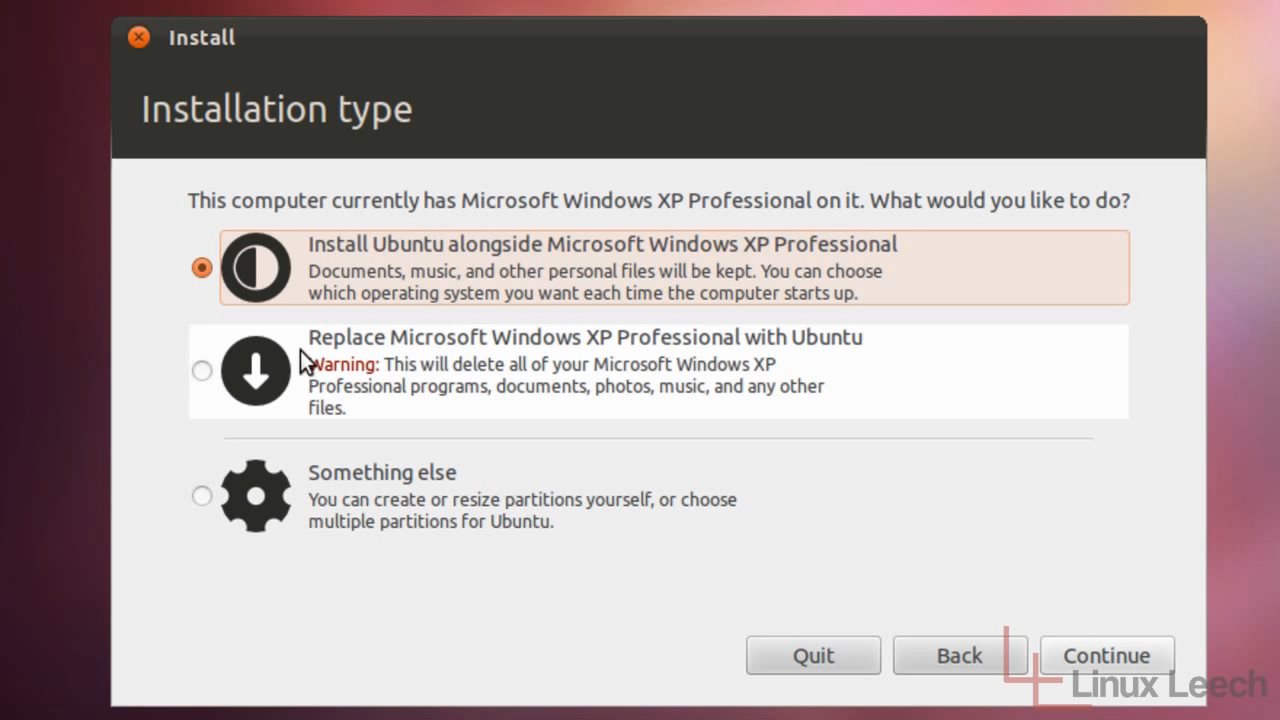 Install
Installation type
This computer currently has Microsoft Windows XP Professional on it. What would you like to do?
Install Ubuntu alongside Microsoft Windows XP Professional
Documents, music, and other personal files will be kept. You can choose
which operating system you want each time the computer starts up.
Replace Microsoft Windows XP Professional with Ubuntu
Warning: This will delete all of your Microsoft Windows XP
Professional programs, documents, photos, music, and any other
files.
Something else
You can create or resize partitions yourself, or choose
multiple partitions for Ubuntu.
Quit
Back
Continue
Linux Leech